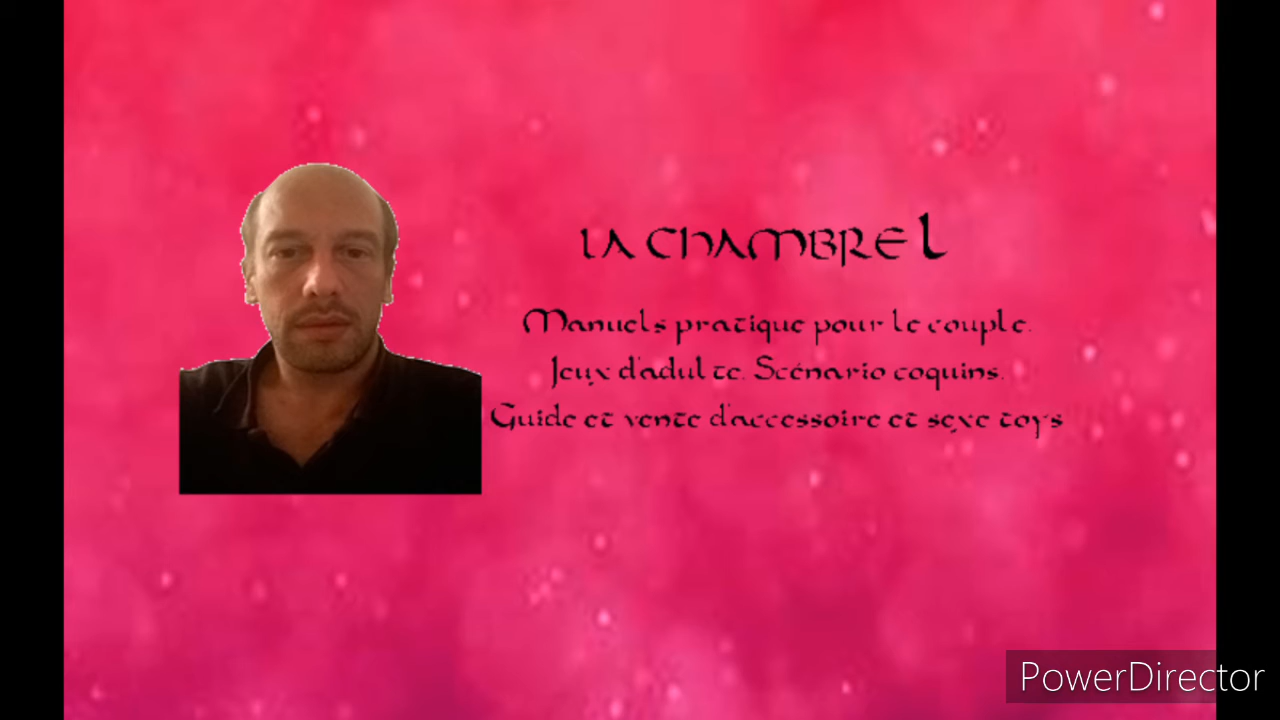 LA CHAMBRE L
Manuels pratique pour le couple.
Jeux d'adulte. Scénario coquins.
Guide et vente d'accessoire et sexe toys
PowerDirector